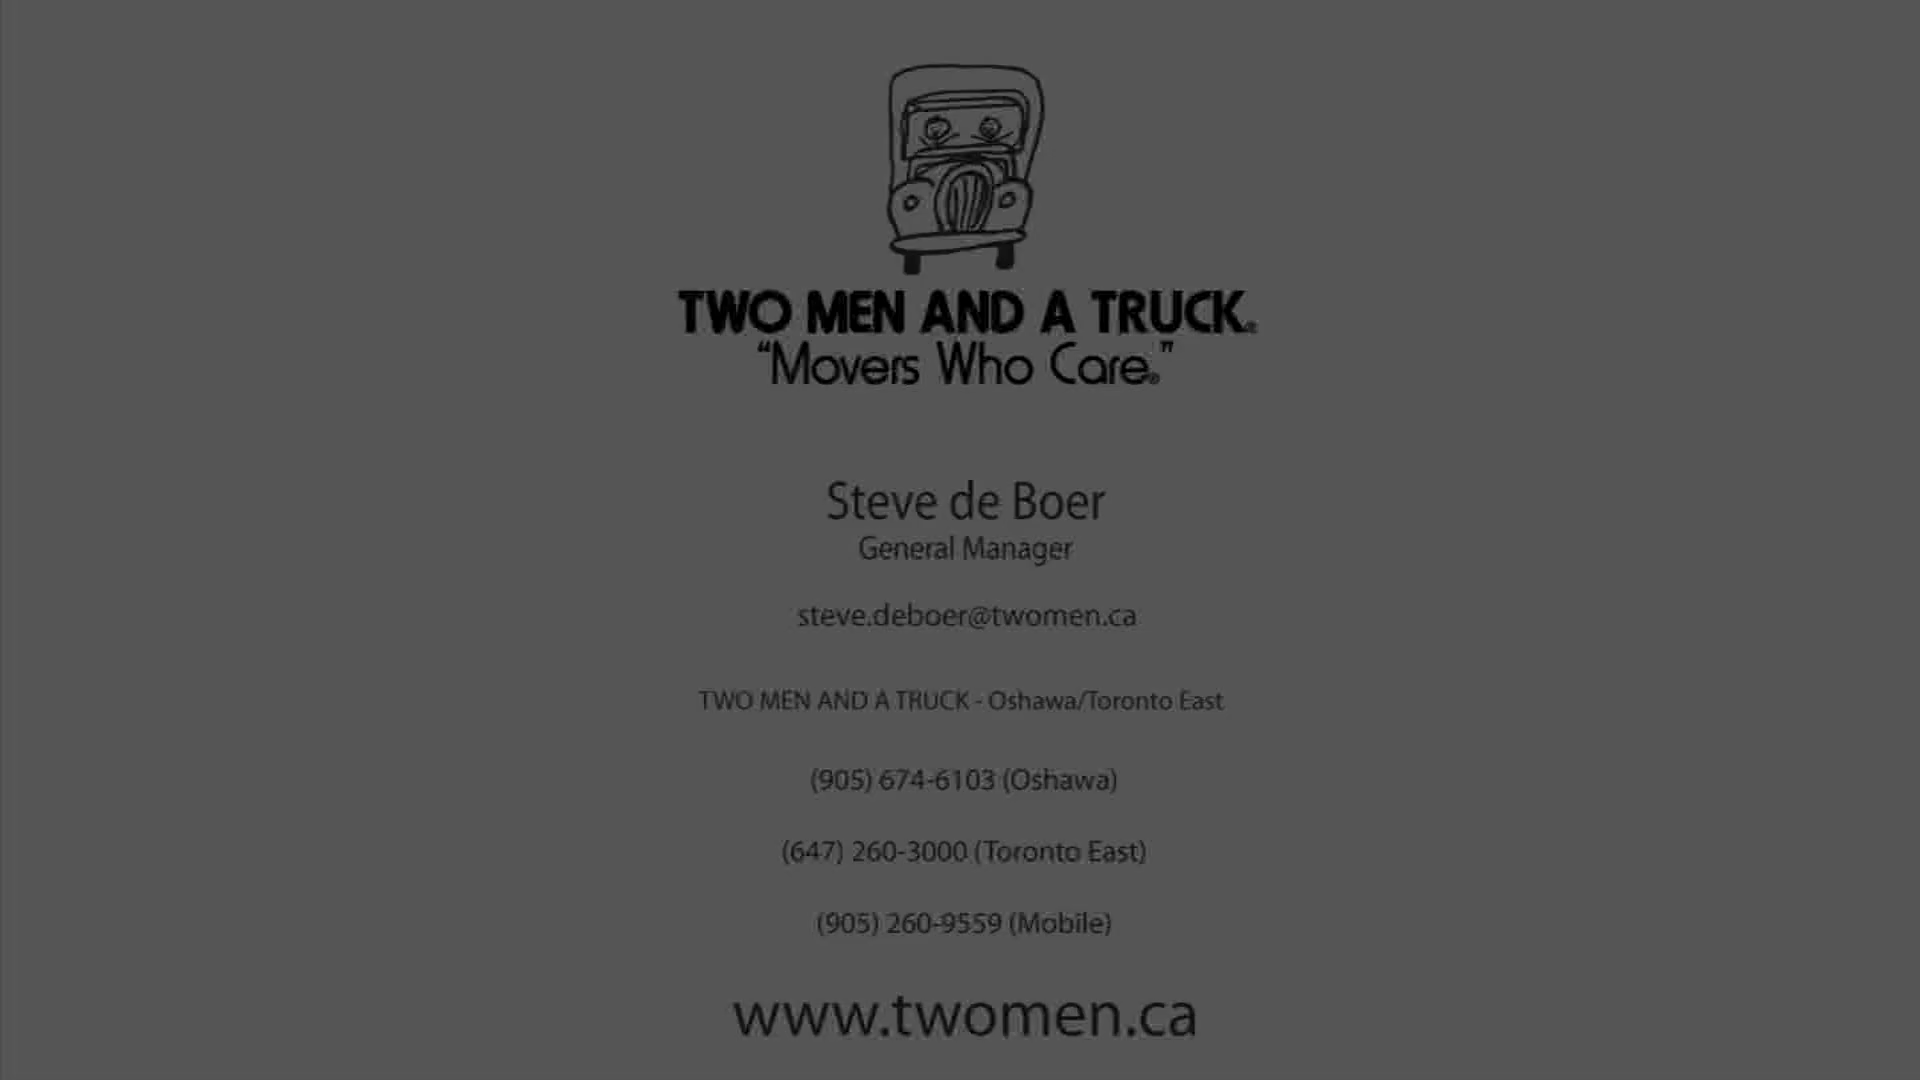 TWO MEN AND A TRUCK®
"Movers Who Care®"
Steve de Boer
General Manager
steve.deboer@twomen.ca
TWO MEN AND A TRUCK - Oshawa/Toronto East
(905) 674-6103 (Oshawa)
(647) 260-3000 (Toronto East)
(905) 260-9559 (Mobile)
www.twomen.ca